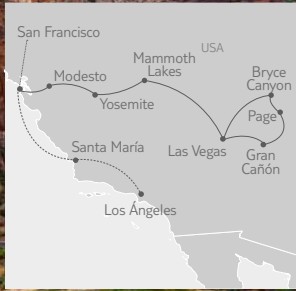 San Francisco
USA
Mammoth
Lakes
Modesto
Bryce
Canyon
Yosemite
Page
Santa María
Las Vegas
Gran
Cañón
Los Ángeles